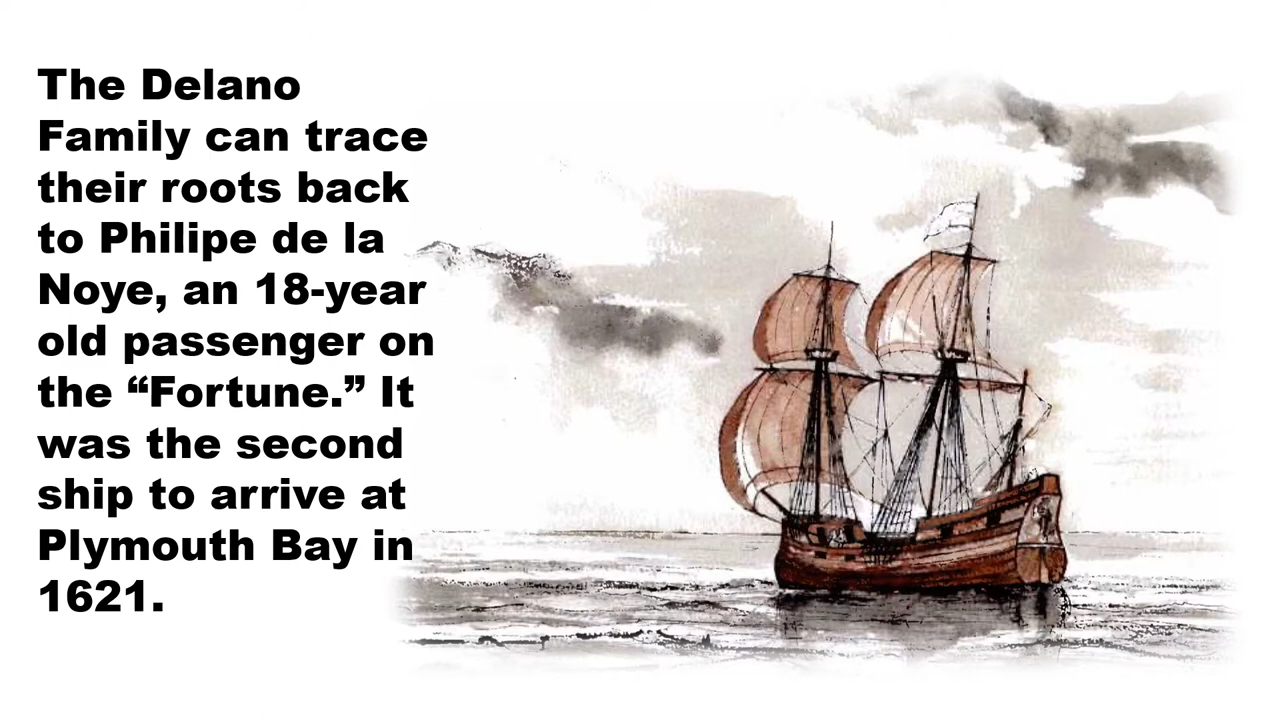 The Delano
Family can trace
their roots back
to Philipe de la
Noye, an 18-year
old passenger on
the “Fortune.” It
was the second
ship to arrive at
Plymouth Bay in
1621.